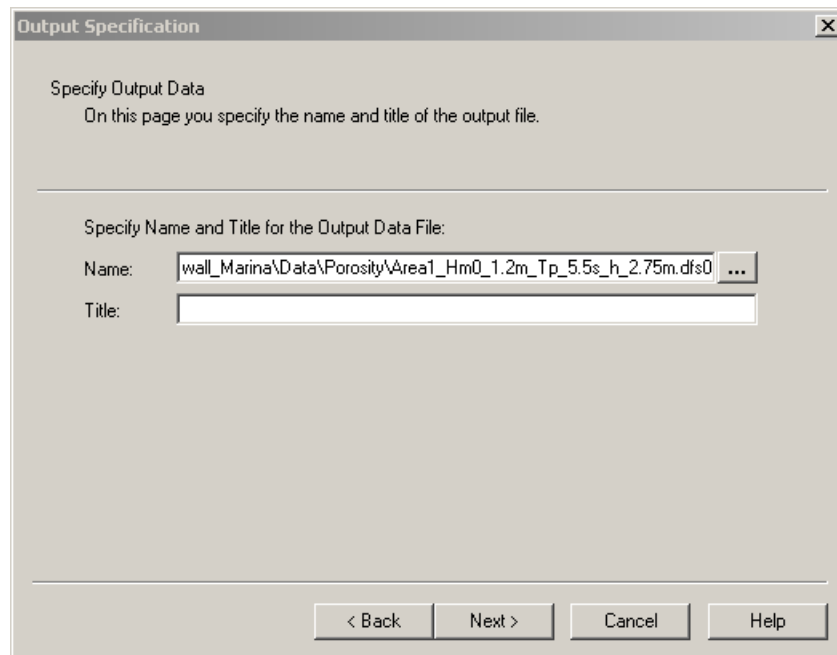 Output Specification
Specify Output Data
On this page you specify the name and title of the output file.
Specify Name and Title for the Output Data File:
Name: wall_Marina\Data\Porosity\Area1_Hm0_1.2m_Tp_5.5s_h_2.75m.dfs0 ...
Title:
< Back Next > Cancel Help